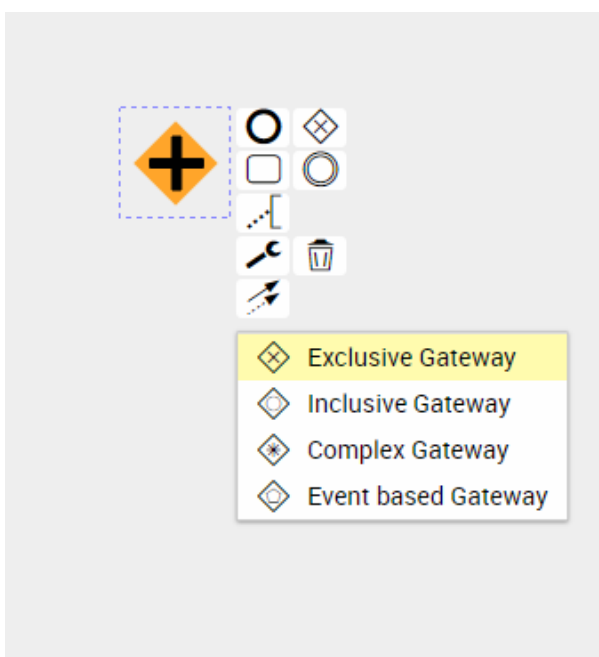 Exclusive Gateway
Inclusive Gateway
Complex Gateway
Event based Gateway